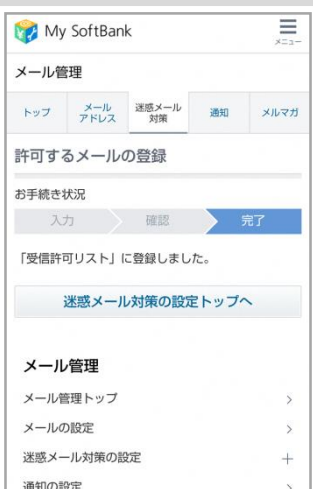 My SoftBank
メニュー
メール管理
トップ
メール
アドレス
迷惑メール
対策
通知
メルマガ
許可するメールの登録
お手続き状況
入力
確認
完了
「受信許可リスト」に登録しました。
迷惑メール対策の設定トップへ
メール管理
メール管理トップ
メールの設定
迷惑メール対策の設定
通知の設定